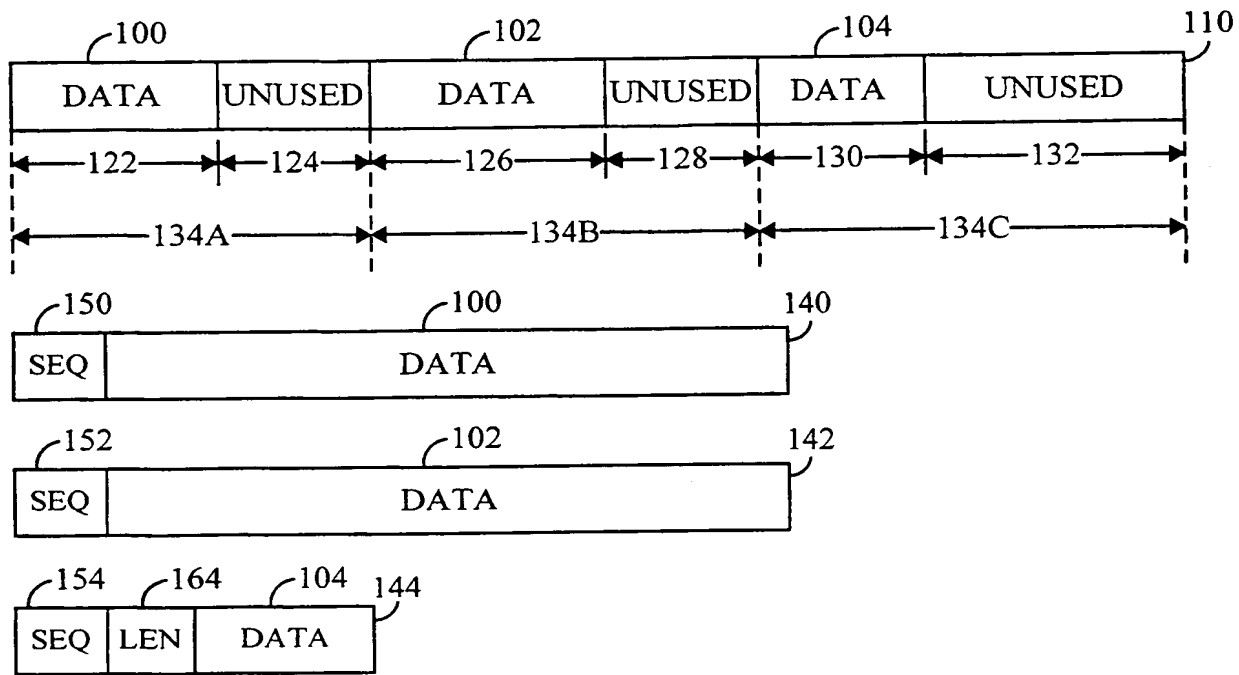 100 102 104 110
DATA UNUSED DATA UNUSED DATA UNUSED
122 124 126 128 130 132
134A 134B 134C
150 100 140
SEQ DATA
152 102 142
SEQ DATA
154 164 104 144
SEQ LEN DATA